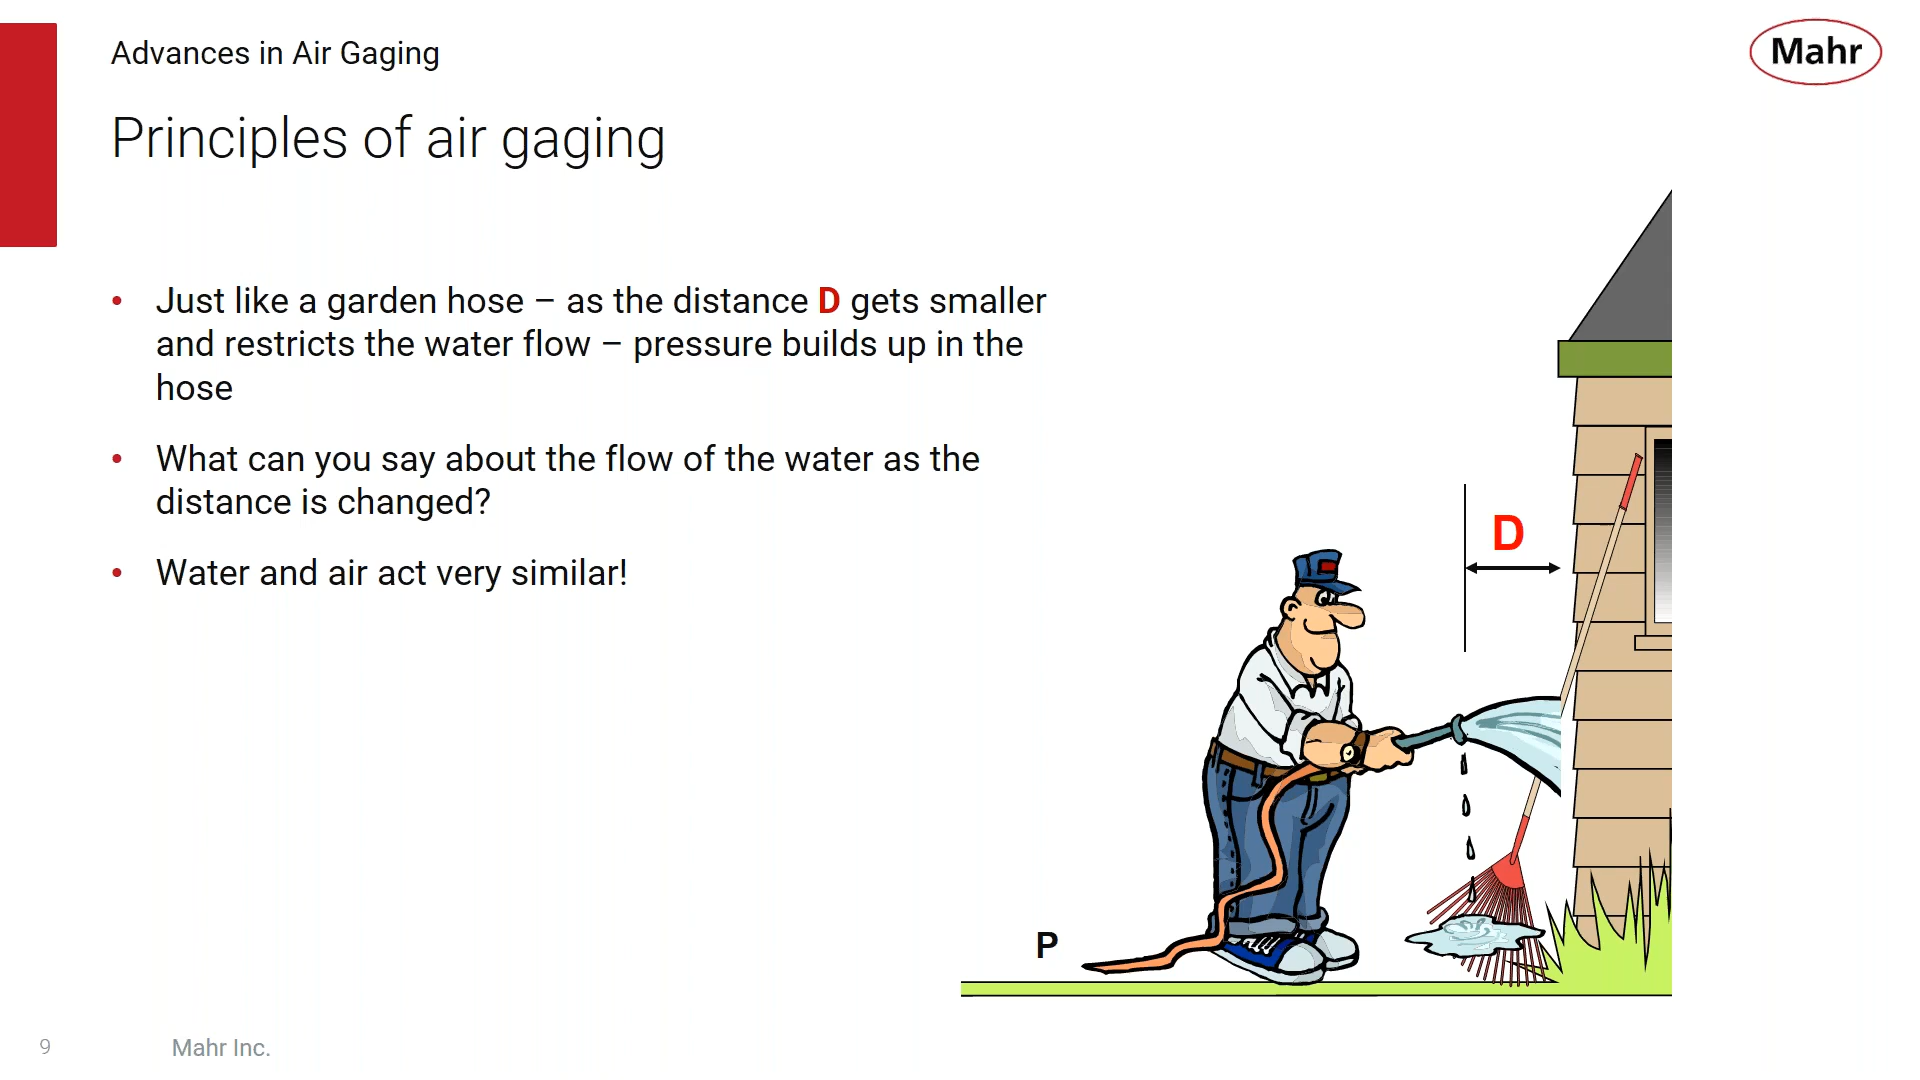 Advances in Air Gaging
Mahr
Principles of air gaging
• Just like a garden hose – as the distance D gets smaller
and restricts the water flow – pressure builds up in the
hose
• What can you say about the flow of the water as the
distance is changed?
• Water and air act very similar!
D
P
9
Mahr Inc.